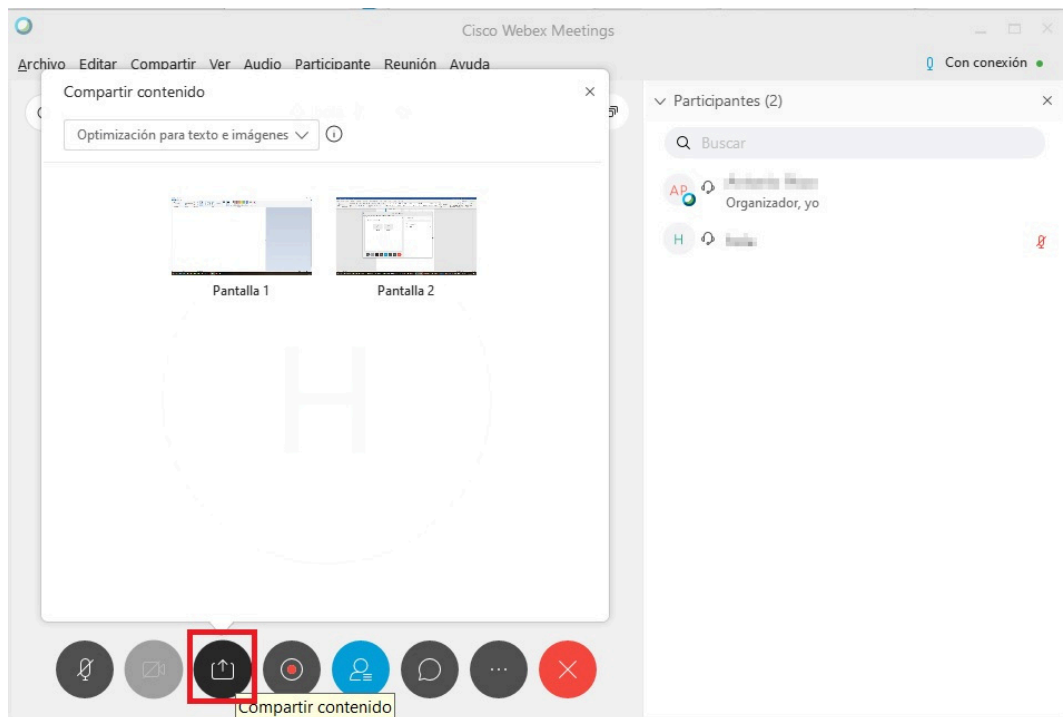 Cisco Webex Meetings
Archivo Editar Compartir Ver Audio Participante Reunión Ayuda
Con conexión
Compartir contenido
Optimización para texto e imágenes
Pantalla 1
Pantalla 2
H
Participantes (2)
Buscar
AP
Organizador, yo
H
Compartir contenido